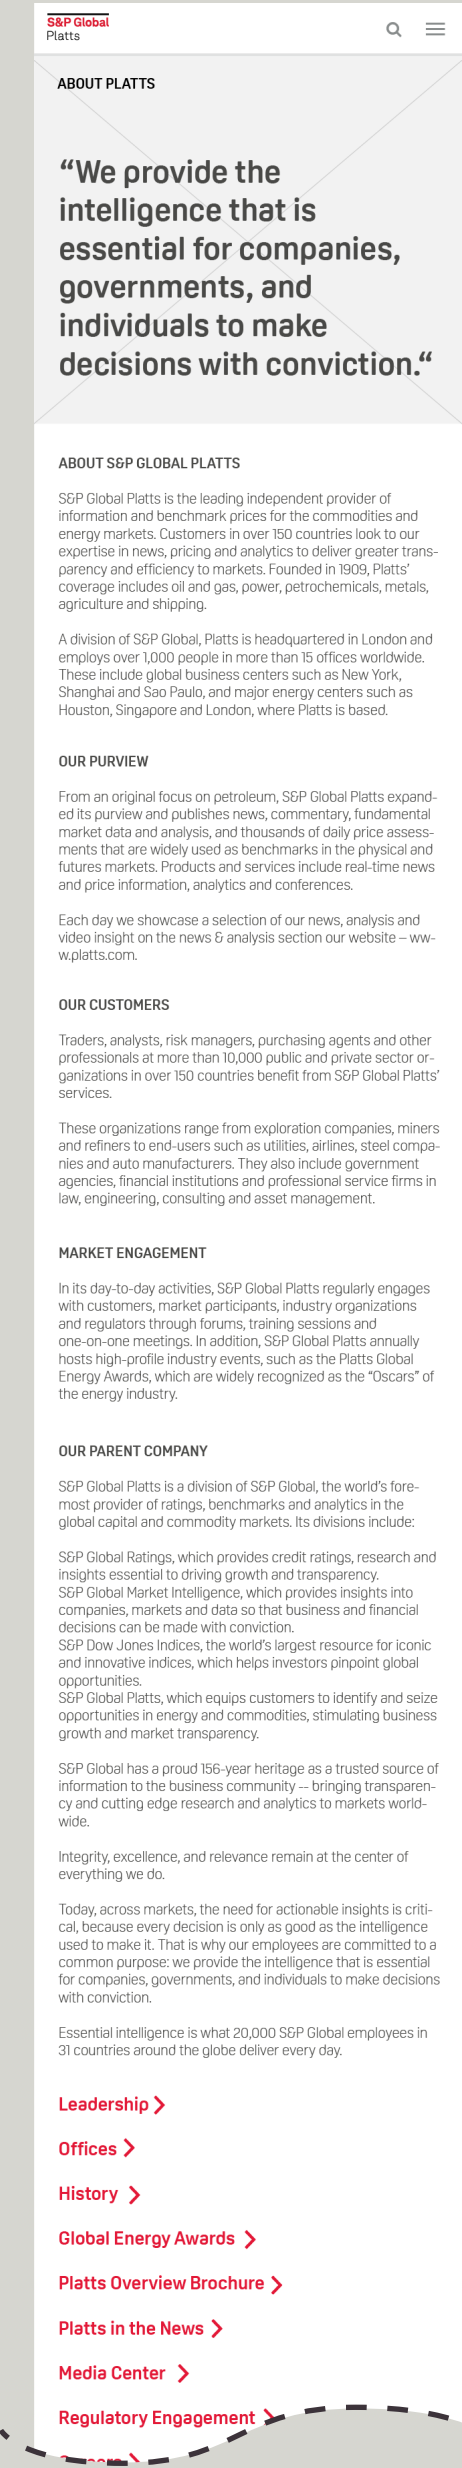 S&P Global
Platts
ABOUT PLATTS
“We provide the
intelligence that is
essential for companies,
governments, and
individuals to make
decisions with conviction.“
ABOUT S&P GLOBAL PLATTS
S&P Global Platts is the leading independent provider of
information and benchmark prices for the commodities and
energy markets. Customers in over 150 countries look to our
expertise in news, pricing and analytics to deliver greater trans-
parency and efficiency to markets. Founded in 1909, Platts’
coverage includes oil and gas, power, petrochemicals, metals,
agriculture and shipping.
A division of S&P Global, Platts is headquartered in London and
employs over 1,000 people in more than 15 offices worldwide.
These include global business centers such as New York,
Shanghai and Sao Paulo, and major energy centers such as
Houston, Singapore and London, where Platts is based.
OUR PURVIEW
From an original focus on petroleum, S&P Global Platts expand-
ed its purview and publishes news, commentary, fundamental
market data and analysis, and thousands of daily price assess-
ments that are widely used as benchmarks in the physical and
futures markets. Products and services include real-time news
and price information, analytics and conferences.
Each day we showcase a selection of our news, analysis and
video insight on the news & analysis section our website – ww-
w.platts.com.
OUR CUSTOMERS
Traders, analysts, risk managers, purchasing agents and other
professionals at more than 10,000 public and private sector or-
ganizations in over 150 countries benefit from S&P Global Platts’
services.
These organizations range from exploration companies, miners
and refiners to end-users such as utilities, airlines, steel compa-
nies and auto manufacturers. They also include government
agencies, financial institutions and professional service firms in
law, engineering, consulting and asset management.
MARKET ENGAGEMENT
In its day-to-day activities, S&P Global Platts regularly engages
with customers, market participants, industry organizations
and regulators through forums, training sessions and
one-on-one meetings. In addition, S&P Global Platts annually
hosts high-profile industry events, such as the Platts Global
Energy Awards, which are widely recognized as the “Oscars” of
the energy industry.
OUR PARENT COMPANY
S&P Global Platts is a division of S&P Global, the world’s fore-
most provider of ratings, benchmarks and analytics in the
global capital and commodity markets. Its divisions include:
S&P Global Ratings, which provides credit ratings, research and
insights essential to driving growth and transparency.
S&P Global Market Intelligence, which provides insights into
companies, markets and data so that business and financial
decisions can be made with conviction.
S&P Dow Jones Indices, the world’s largest resource for iconic
and innovative indices, which helps investors pinpoint global
opportunities.
S&P Global Platts, which equips customers to identify and seize
opportunities in energy and commodities, stimulating business
growth and market transparency.
S&P Global has a proud 156-year heritage as a trusted source of
information to the business community -- bringing transparen-
cy and cutting edge research and analytics to markets world-
wide.
Integrity, excellence, and relevance remain at the center of
everything we do.
Today, across markets, the need for actionable insights is criti-
cal, because every decision is only as good as the intelligence
used to make it. That is why our employees are committed to a
common purpose: we provide the intelligence that is essential
for companies, governments, and individuals to make decisions
with conviction.
Essential intelligence is what 20,000 S&P Global employees in
31 countries around the globe deliver every day.
Leadership
Offices
History
Global Energy Awards
Platts Overview Brochure
Platts in the News
Media Center
Regulatory Engagement